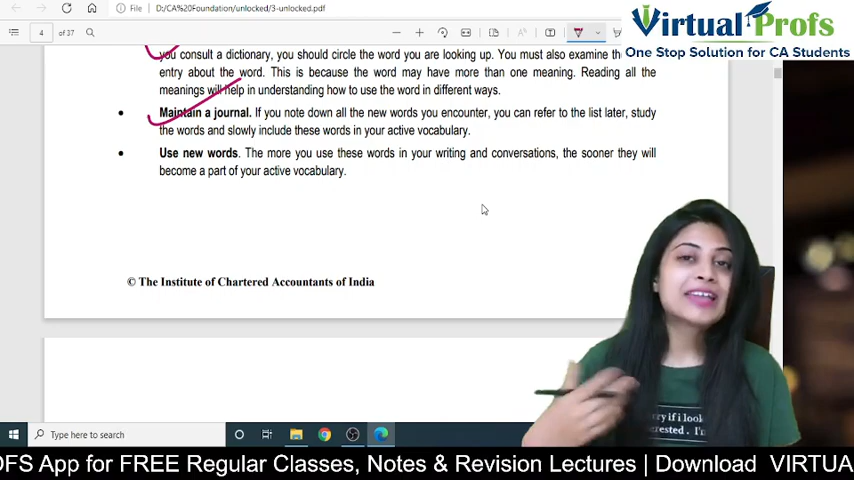 D:/CA%20Foundation/unlocked/3-unlocked.pdf
File
4 of 37
Virtual Profs
One Stop Solution for CA Students
you consult a dictionary, you should circle the word you are looking up. You must also examine the
entry about the word. This is because the word may have more than one meaning. Reading all the
meanings will help in understanding how to use the word in different ways.
• Maintain a journal. If you note down all the new words you encounter, you can refer to the list later, study
the words and slowly include these words in your active vocabulary.
• Use new words. The more you use these words in your writing and conversations, the sooner they will
become a part of your active vocabulary.
© The Institute of Chartered Accountants of India
if i look
I'm
Type here to search
OFS App for FREE Regular Classes, Notes & Revision Lectures | Download VIRTUA